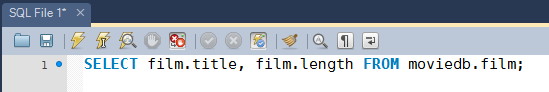 SQL File 1*
1 SELECT film.title, film.length FROM moviedb.film;